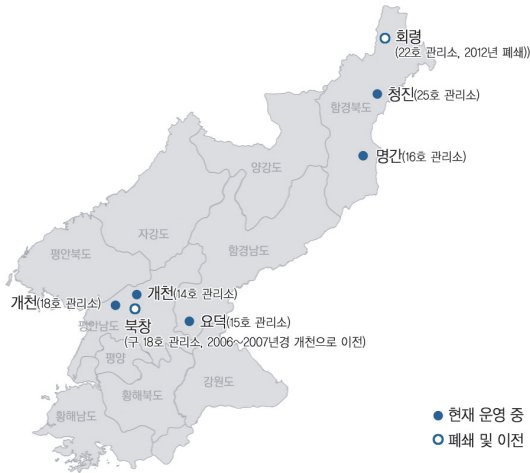 회령
(22호 관리소, 2012년 폐쇄))
청진(25호 관리소)
함경북도
명간(16호 관리소)
양강도
자강도
함경남도
평안북도
개천(14호 관리소)
개천(18호 관리소)
평안남도
북창
요덕(15호 관리소)
(구 18호 관리소, 2006~2007년경 개천으로 이전)
평양
강원도
황해북도
황해남도
현재 운영 중
폐쇄 및 이전